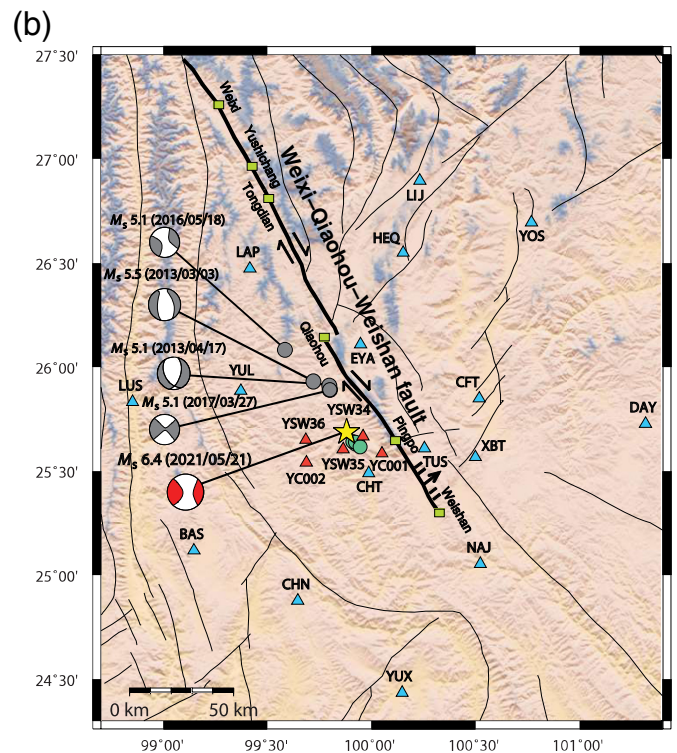 (b)
27°30'
27°00'
26°30'
26°00'
25°30'
25°00'
24°30'
Weixi
Yushichang
Tongdian
Weixi–Qiaohou–Weishan fault
LIJ
YOS
HEQ
LAP
Ms 5.1 (2016/05/18)
Ms 5.5 (2013/03/03)
Qiaohou
EYA
Ms 5.1 (2013/04/17)
YUL
LUS
CFT
DAY
Ms 5.1 (2017/03/27)
YSW34
YSW36
Pingpo
XBT
TUS
YSW35
YC001
YC002
CHT
Ms 6.4 (2021/05/21)
Weishan
BAS
NAJ
CHN
YUX
0 km
50 km
99°00'
99°30'
100°00'
100°30'
101°00'